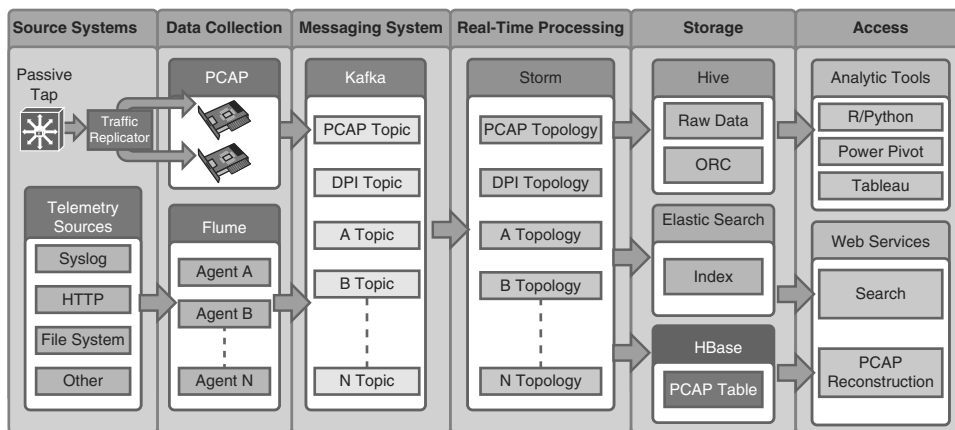 Source Systems
Data Collection
Messaging System
Real-Time Processing
Storage
Access
Passive
Tap
Traffic
Replicator
Telemetry
Sources
Syslog
HTTP
File System
Other
PCAP
Flume
Agent A
Agent B
Agent N
Kafka
PCAP Topic
DPI Topic
A Topic
B Topic
N Topic
Storm
PCAP Topology
DPI Topology
A Topology
B Topology
N Topology
Hive
Raw Data
ORC
Elastic Search
Index
HBase
PCAP Table
Analytic Tools
R/Python
Power Pivot
Tableau
Web Services
Search
PCAP
Reconstruction